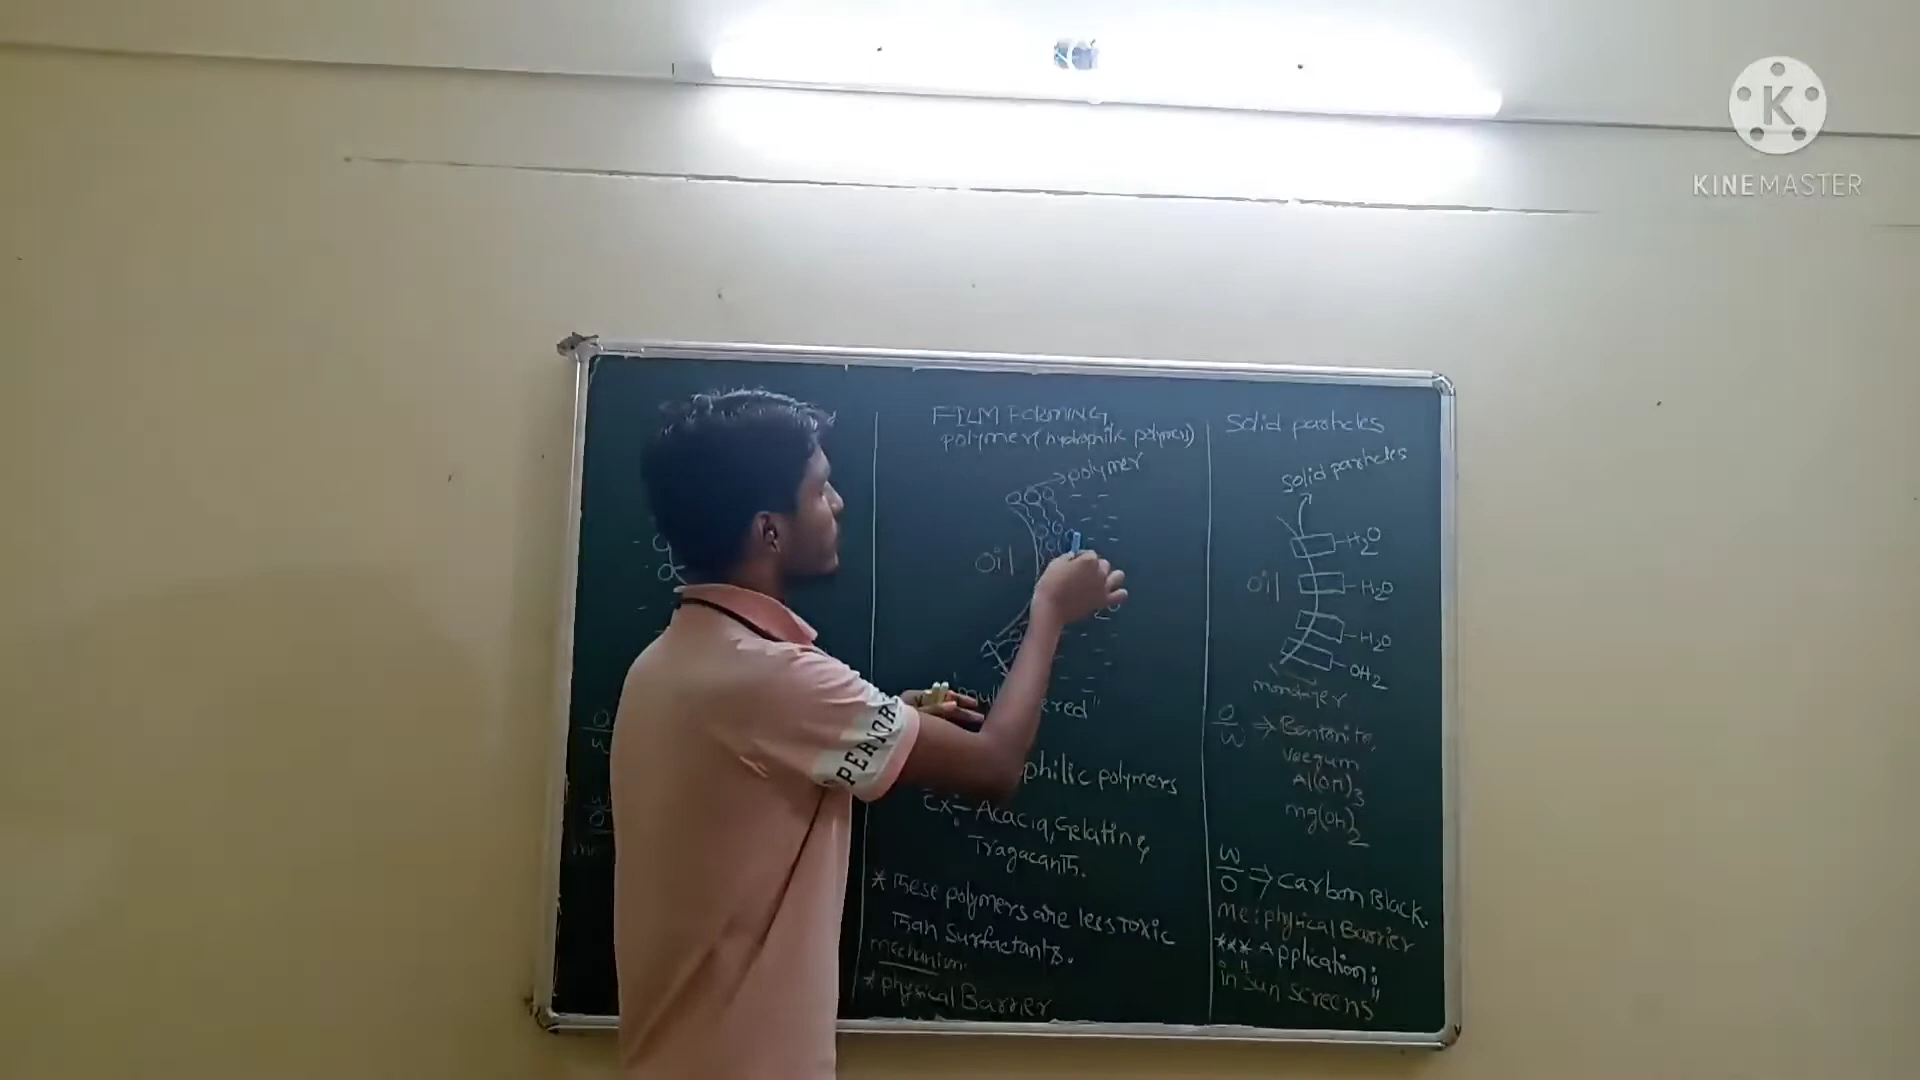 K
KINEMASTER
FILM FORMING
polymer (hydrophilic polymers)
→ polymer
oil
ered"
philic polymers
Ex:- Acacia, Gelatin &
Tragacanth.
* These polymers are less toxic
Than Surfactants.
mechanism
* physical Barrier
Solid particles
Solid particles
H₂O
oil
H₂O
H₂O
OH₂
monolayer
O/W ⇒ Bentonite,
Veegum
Al(OH)₃
mg(OH)₂
W/O ⇒ Carbon Black.
Me: physical Barrier
*** Application:
"in Sun Screens"
OPERANDR